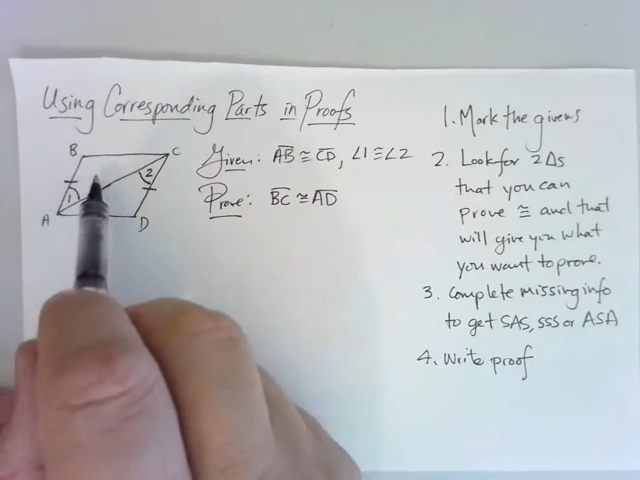 Using Corresponding Parts in Proofs
B
C
1
2
A
D
Given: AB ≅ CD, ∠1 ≅ ∠2
Prove: BC ≅ AD
1. Mark the givens
2. Look for 2 Δs
that you can
prove ≅ and that
will give you what
you want to prove.
3. Complete missing info
to get SAS, SSS or ASA
4. Write proof